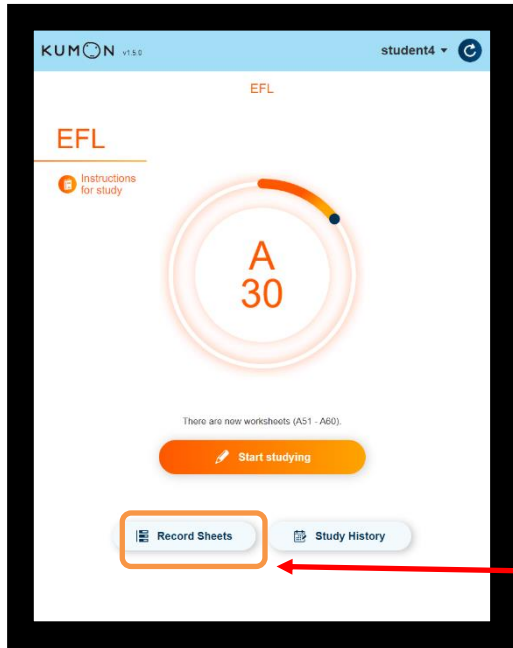 KUMON v1.5.0
student4
EFL
EFL
Instructions
for study
A
30
There are new worksheets (A51 - A60).
Start studying
Record Sheets
Study History